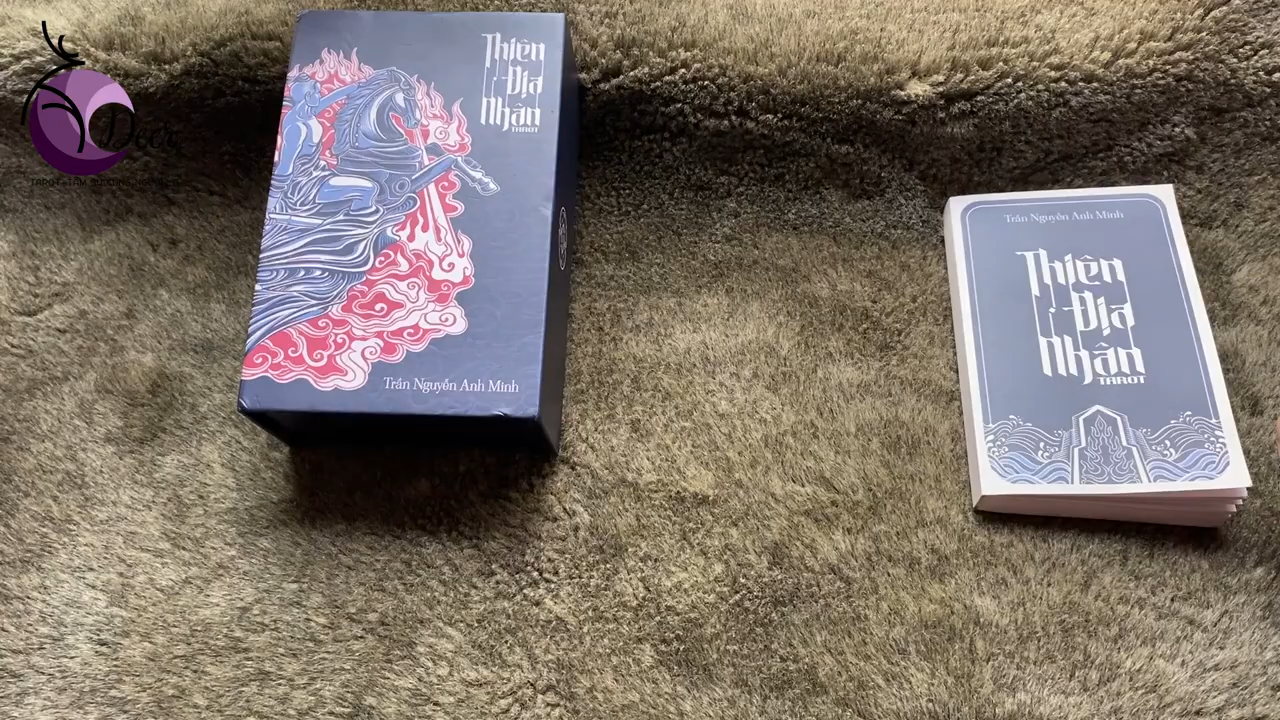 Thiên
Địa
Nhân
TAROT
Trần Nguyễn Anh Minh
Trần Nguyễn Anh Minh
Thiên
Địa
Nhân
TAROT